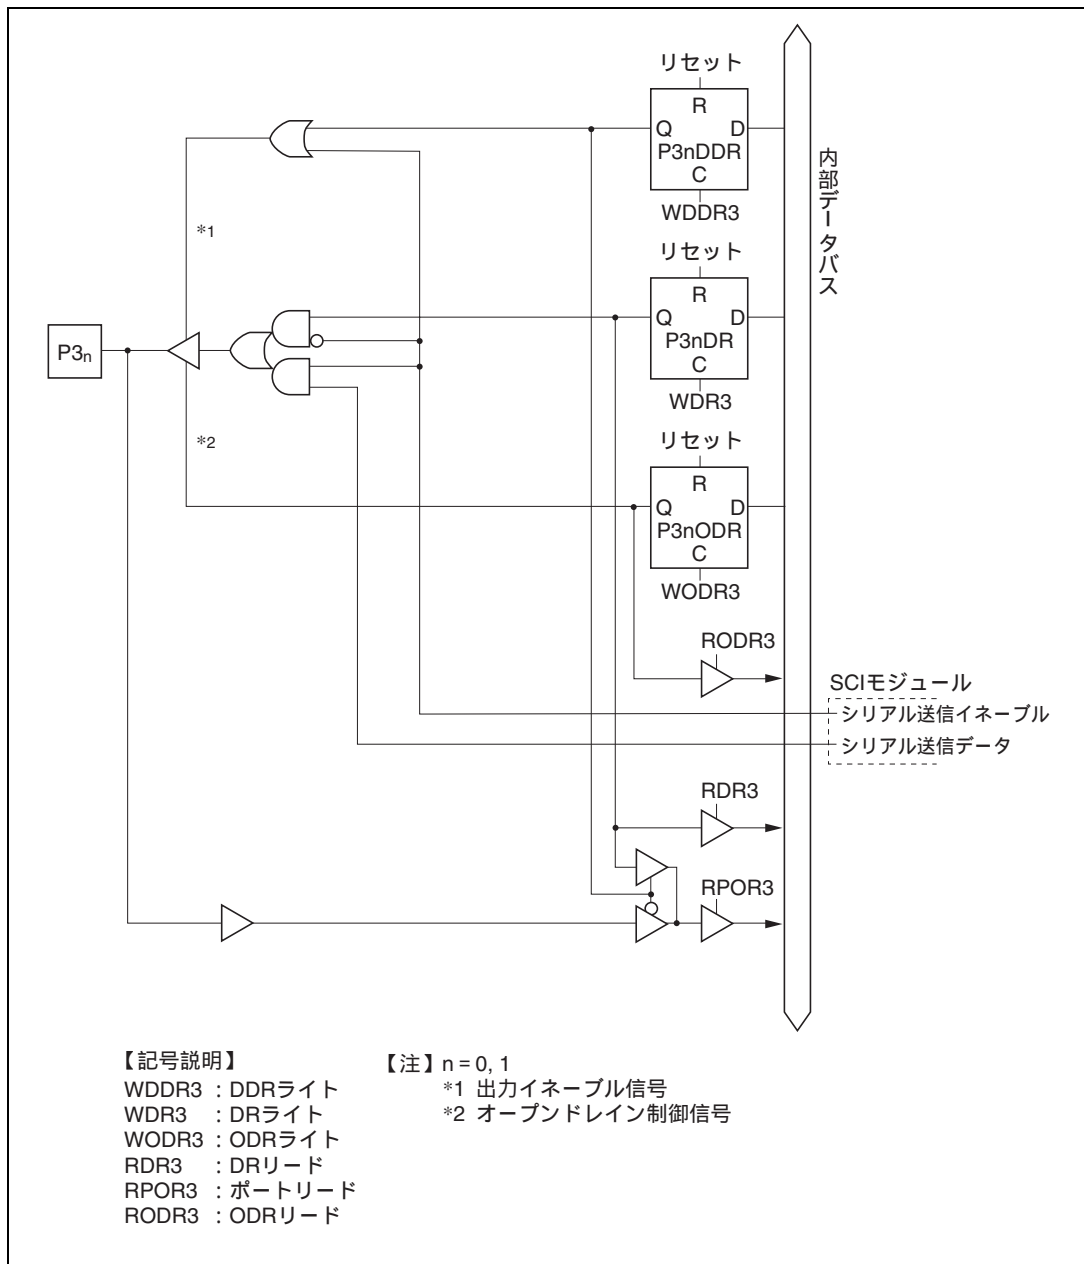 リセット
R
Q D
P3nDDR
C
WDDR3
内部データバス
*1
リセット
R
Q D
P3nDR
C
WDR3
P3n
*2
リセット
R
Q D
P3nODR
C
WODR3
RODR3
SCIモジュール
シリアル送信イネーブル
シリアル送信データ
RDR3
RPOR3
【記号説明】
WDDR3 : DDRライト
WDR3 : DRライト
WODR3 : ODRライト
RDR3 : DRリード
RPOR3 : ポートリード
RODR3 : ODRリード
【注】 n = 0, 1
*1 出力イネーブル信号
*2 オープンドレイン制御信号